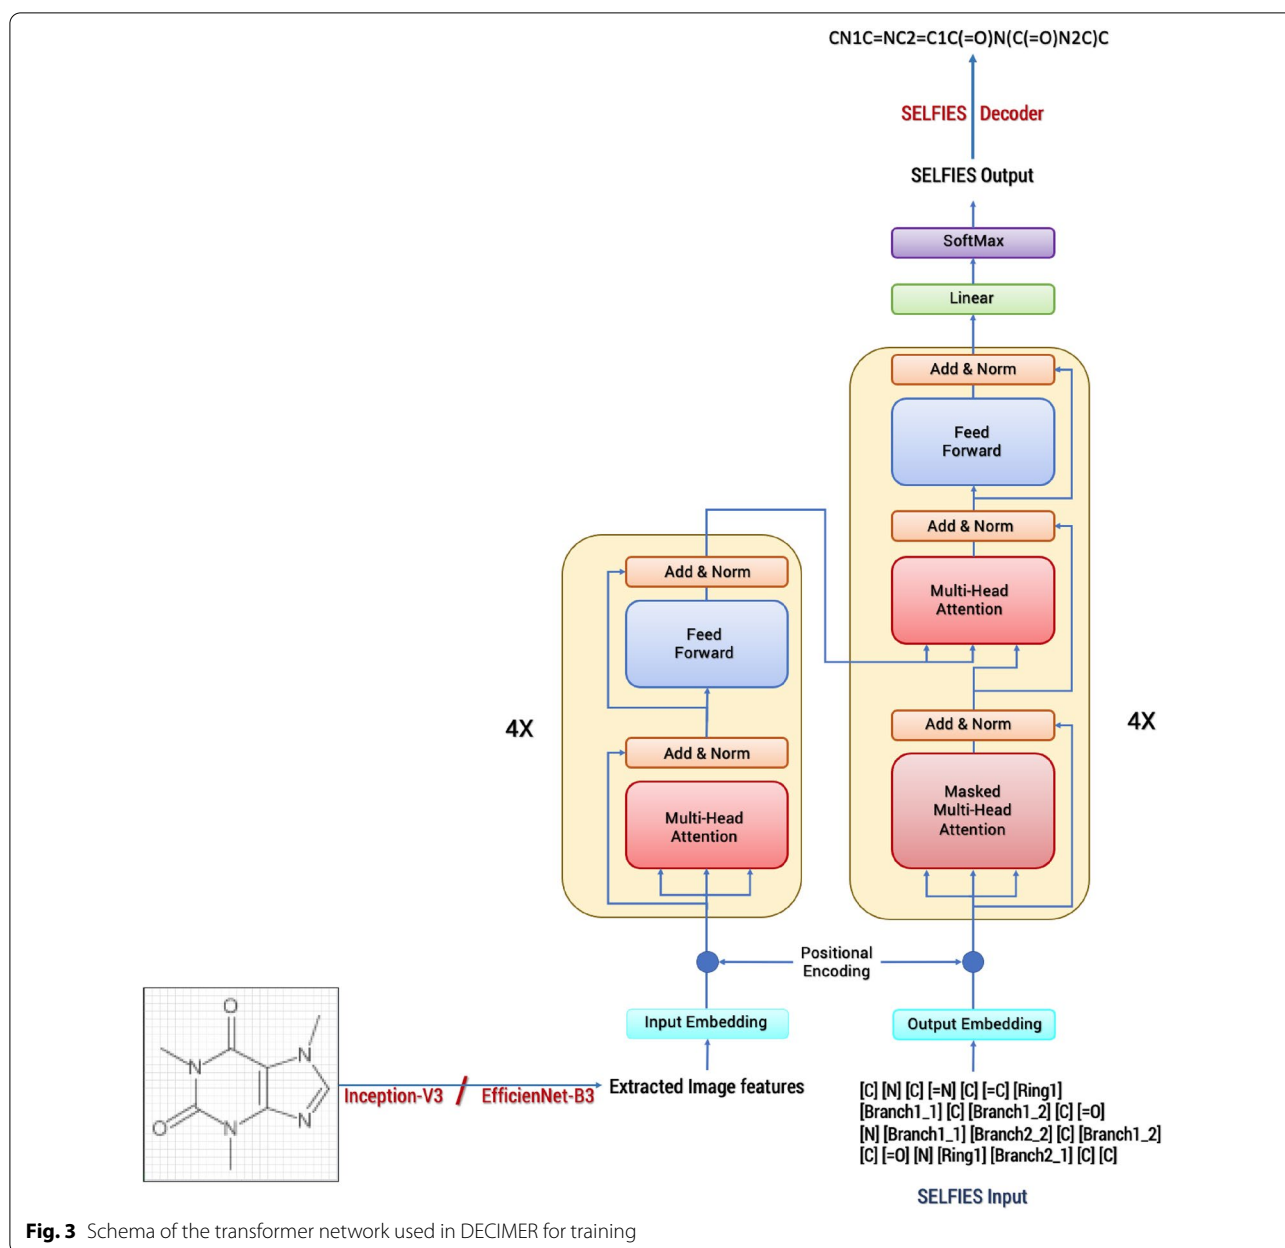 CN1C=NC2=C1C(=O)N(C(=O)N2C)C
SELFIES Decoder
SELFIES Output
SoftMax
Linear
Add & Norm
Feed
Forward
Add & Norm
Multi-Head
Attention
Add & Norm
Masked
Multi-Head
Attention
4X
Add & Norm
Feed
Forward
Add & Norm
Multi-Head
Attention
4X
Positional
Encoding
Input Embedding
Output Embedding
O
N
N
O
N
N
Inception-V3 / EfficienNet-B3
Extracted Image features
[C] [N] [C] [=N] [C] [=C] [Ring1]
[Branch1_1] [C] [Branch1_2] [C] [=O]
[N] [Branch1_1] [Branch2_2] [C] [Branch1_2]
[C] [=O] [N] [Ring1] [Branch2_1] [C] [C]
SELFIES Input
Fig. 3 Schema of the transformer network used in DECIMER for training